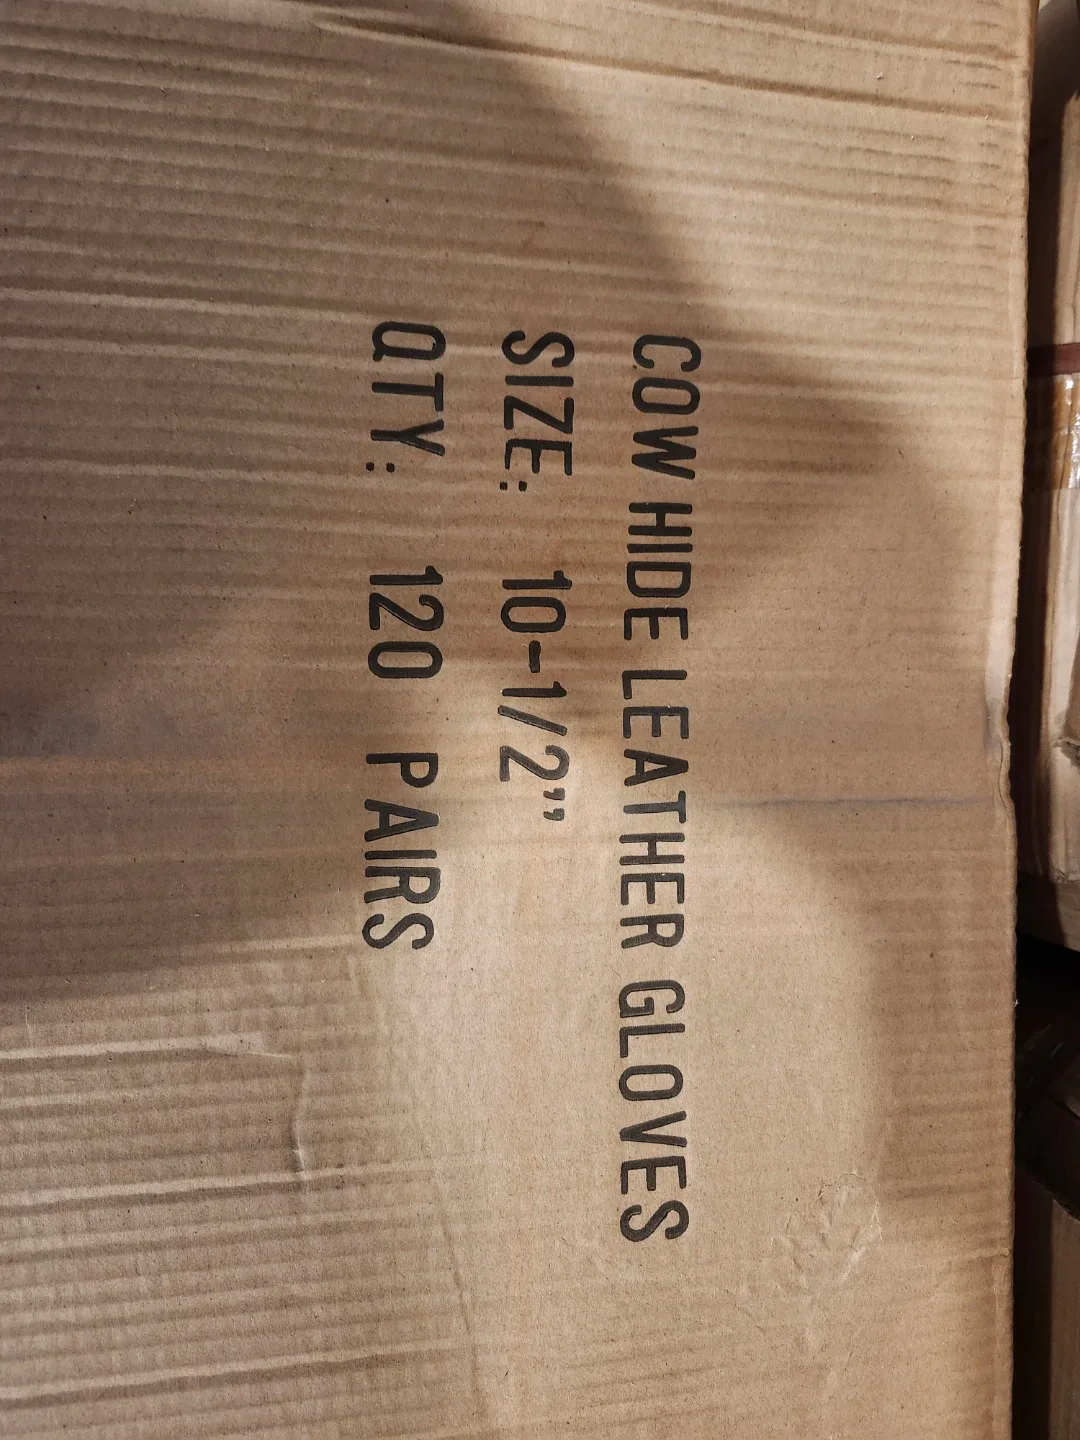 COW HIDE LEATHER GLOVES
SIZE: 10-1/2”
QTY: 120 PAIRS